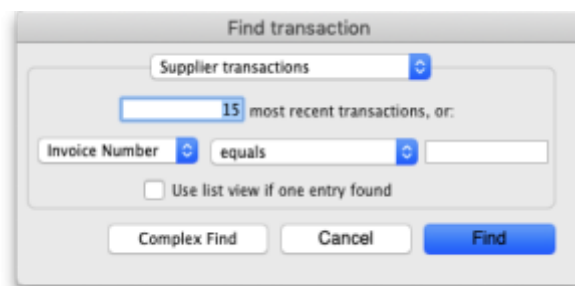 Find transaction
Supplier transactions
15 most recent transactions, or:
Invoice Number equals
Use list view if one entry found
Complex Find Cancel Find